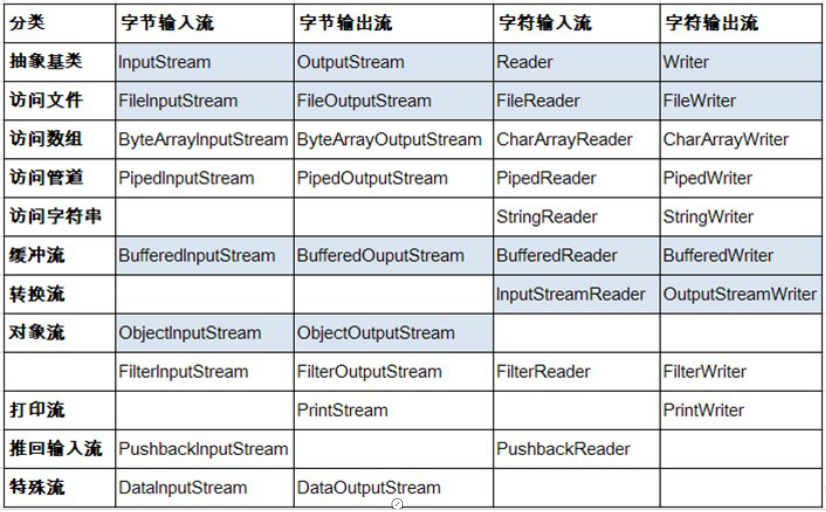 分类 字节输入流 字节输出流 字符输入流 字符输出流
抽象基类 InputStream OutputStream Reader Writer
访问文件 FileInputStream FileOutputStream FileReader FileWriter
访问数组 ByteArrayInputStream ByteArrayOutputStream CharArrayReader CharArrayWriter
访问管道 PipedInputStream PipedOutputStream PipedReader PipedWriter
访问字符串 StringReader StringWriter
缓冲流 BufferedInputStream BufferedOuputStream BufferedReader BufferedWriter
转换流 InputStreamReader OutputStreamWriter
对象流 ObjectInputStream ObjectOutputStream
FilterInputStream FilterOutputStream FilterReader FilterWriter
打印流 PrintStream PrintWriter
推回输入流 PushbackInputStream PushbackReader
特殊流 DataInputStream DataOutputStream